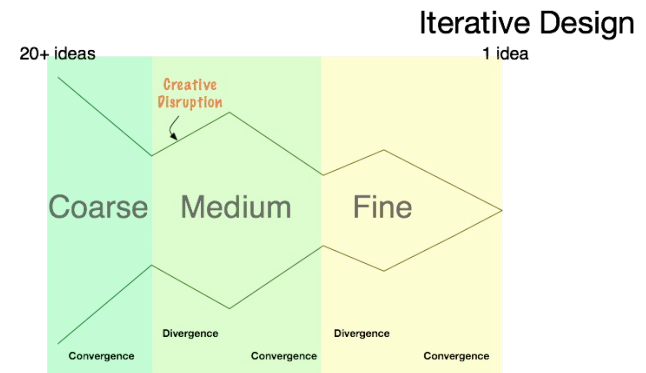 Iterative Design
20+ ideas
1 idea
Creative
Disruption
Coarse
Medium
Fine
Divergence
Divergence
Convergence
Convergence
Convergence